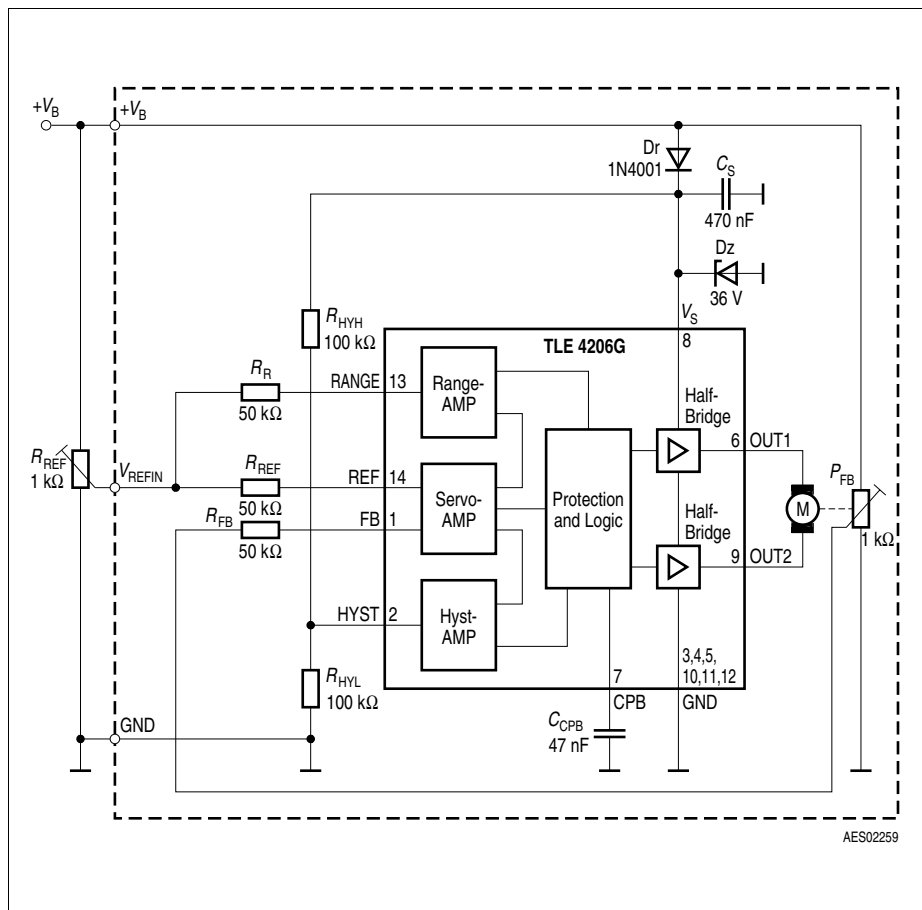 +VB
+VB
Dr
1N4001
CS
470 nF
Dz
36 V
VS
8
RHYH
100 kΩ
TLE 4206G
RR
50 kΩ
RANGE 13
Range-
AMP
Half-
Bridge
6 OUT1
RREF
1 kΩ
VREFIN
RREF
50 kΩ
REF 14
RFB
50 kΩ
FB 1
Servo-
AMP
Protection
and Logic
Half-
Bridge
9 OUT2
M
PFB
1 kΩ
HYST 2
Hyst-
AMP
RHYL
100 kΩ
7
CPB
3,4,5,
10,11,12
GND
GND
CCPB
47 nF
AES02259